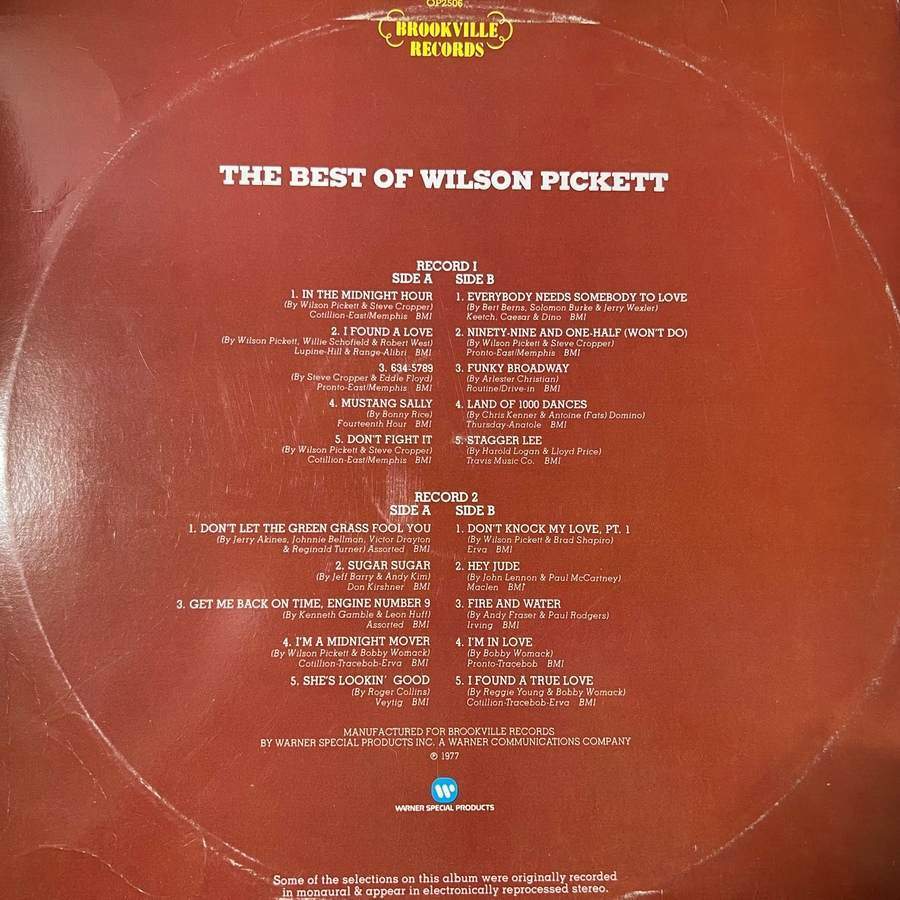 OP2506
BROOKVILLE
RECORDS
THE BEST OF WILSON PICKETT
RECORD 1
SIDE A
1. IN THE MIDNIGHT HOUR
(By Wilson Pickett & Steve Cropper)
Cotillion-East/Memphis BMI
2. I FOUND A LOVE
(By Wilson Pickett, Willie Schofield & Robert West)
Lupine-Hill & Range-Alibri BMI
3. 634-5789
(By Steve Cropper & Eddie Floyd)
Pronto-East/Memphis BMI
4. MUSTANG SALLY
(By Bonny Rice)
Fourteenth Hour BMI
5. DON'T FIGHT IT
(By Wilson Pickett & Steve Cropper)
Cotillion-East/Memphis BMI
SIDE B
1. EVERYBODY NEEDS SOMEBODY TO LOVE
(By Bert Berns, Solomon Burke & Jerry Wexler)
Keetch, Caesar & Dino BMI
2. NINETY-NINE AND ONE-HALF (WON'T DO)
(By Wilson Pickett & Steve Cropper)
Pronto-East/Memphis BMI
3. FUNKY BROADWAY
(By Arlester Christian)
Routine/Drive-in BMI
4. LAND OF 1000 DANCES
(By Chris Kenner & Antoine (Fats) Domino)
Thursday-Anatole BMI
5. STAGGER LEE
(By Harold Logan & Lloyd Price)
Travis Music Co. BMI
RECORD 2
SIDE A
1. DON'T LET THE GREEN GRASS FOOL YOU
(By Jerry Akines, Johnnie Bellman, Victor Drayton
& Reginald Turner) Assorted BMI
2. SUGAR SUGAR
(By Jeff Barry & Andy Kim)
Don Kirshner BMI
3. GET ME BACK ON TIME, ENGINE NUMBER 9
(By Kenneth Gamble & Leon Huff)
Assorted BMI
4. I'M A MIDNIGHT MOVER
(By Wilson Pickett & Bobby Womack)
Cotillion-Tracebob-Erva BMI
5. SHE'S LOOKIN' GOOD
(By Roger Collins)
Veytig BMI
SIDE B
1. DON'T KNOCK MY LOVE, PT. 1
(By Wilson Pickett & Brad Shapiro)
Erva BMI
2. HEY JUDE
(By John Lennon & Paul McCartney)
Maclen BMI
3. FIRE AND WATER
(By Andy Fraser & Paul Rodgers)
Irving BMI
4. I'M IN LOVE
(By Bobby Womack)
Pronto-Tracebob BMI
5. I FOUND A TRUE LOVE
(By Reggie Young & Bobby Womack)
Cotillion-Tracebob-Erva BMI
MANUFACTURED FOR BROOKVILLE RECORDS
BY WARNER SPECIAL PRODUCTS INC. A WARNER COMMUNICATIONS COMPANY
℗ 1977
WARNER SPECIAL PRODUCTS
Some of the selections on this album were originally recorded
in monaural & appear in electronically reprocessed stereo.